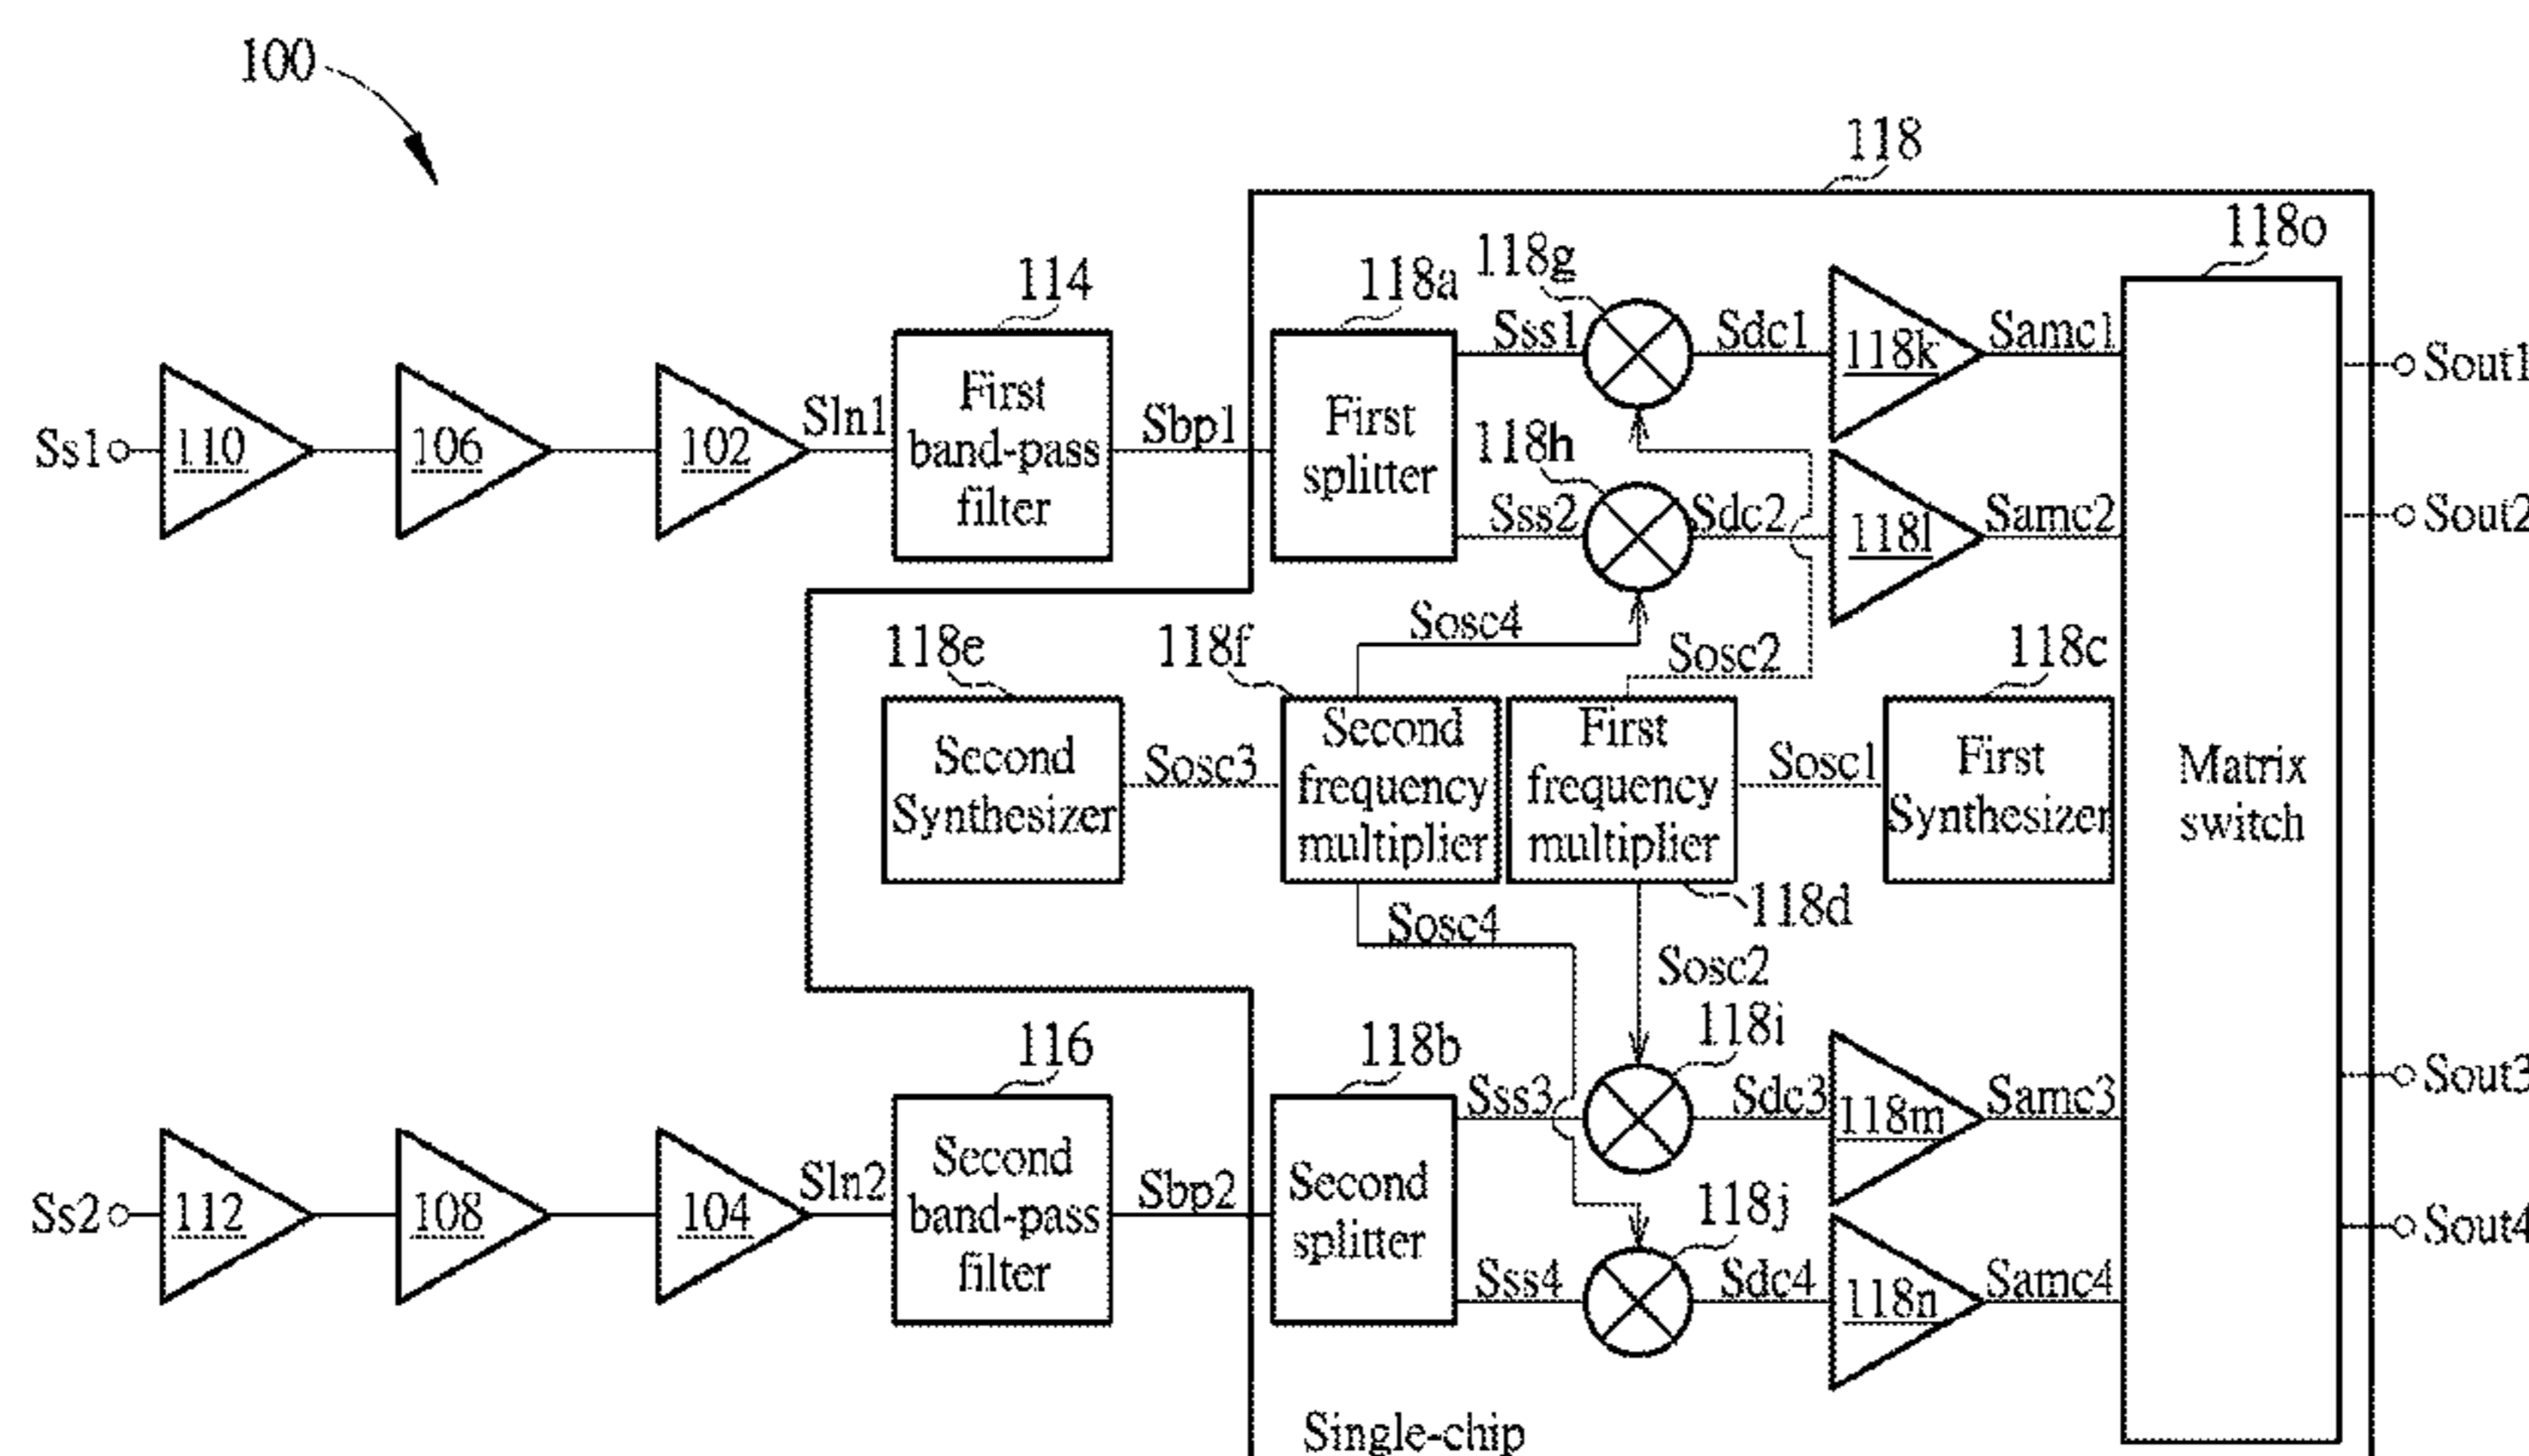 100
118
118o
114
118a
118g
Sss1
Sdc1
118k
Samc1
Sout1
Ss1
110
106
102
Sln1
First
band-pass
filter
Sbp1
First
splitter
118h
Sss2
Sdc2
118l
Samc2
Sout2
Sosc4
Sosc2
118e
118f
118c
Second
Synthesizer
Sosc3
Second
frequency
multiplier
First
frequency
multiplier
Sosc1
First
Synthesizer
Matrix
switch
118d
Sosc4
Sosc2
116
118b
118i
Sss3
Sdc3
118m
Samc3
Sout3
Ss2
112
108
104
Sln2
Second
band-pass
filter
Sbp2
Second
splitter
118j
Sss4
Sdc4
118n
Samc4
Sout4
Single-chip